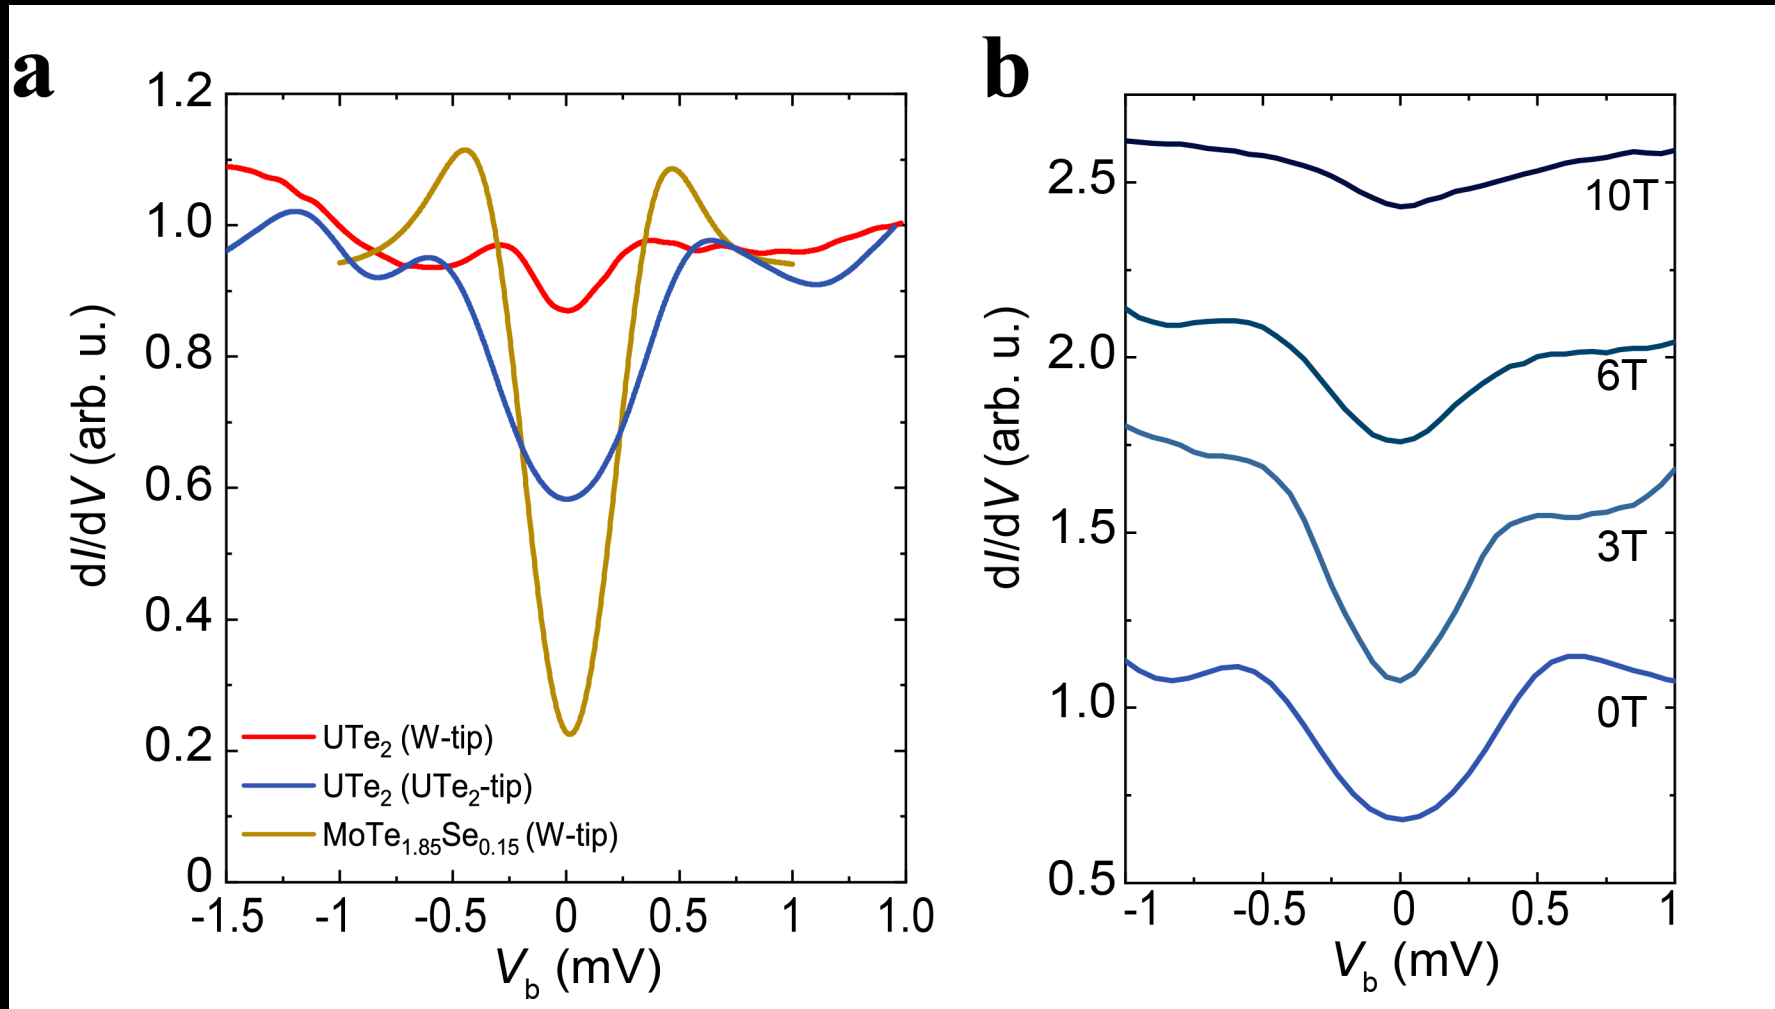 a
1.2
1.0
0.8
0.6
0.4
0.2
0
-1.5 -1 -0.5 0 0.5 1 1.0
dI/dV (arb. u.)
Vb (mV)
UTe2 (W-tip)
UTe2 (UTe2-tip)
MoTe1.85Se0.15 (W-tip)
b
2.5
2.0
1.5
1.0
0.5
-1 -0.5 0 0.5 1
dI/dV (arb. u.)
Vb (mV)
10T
6T
3T
0T